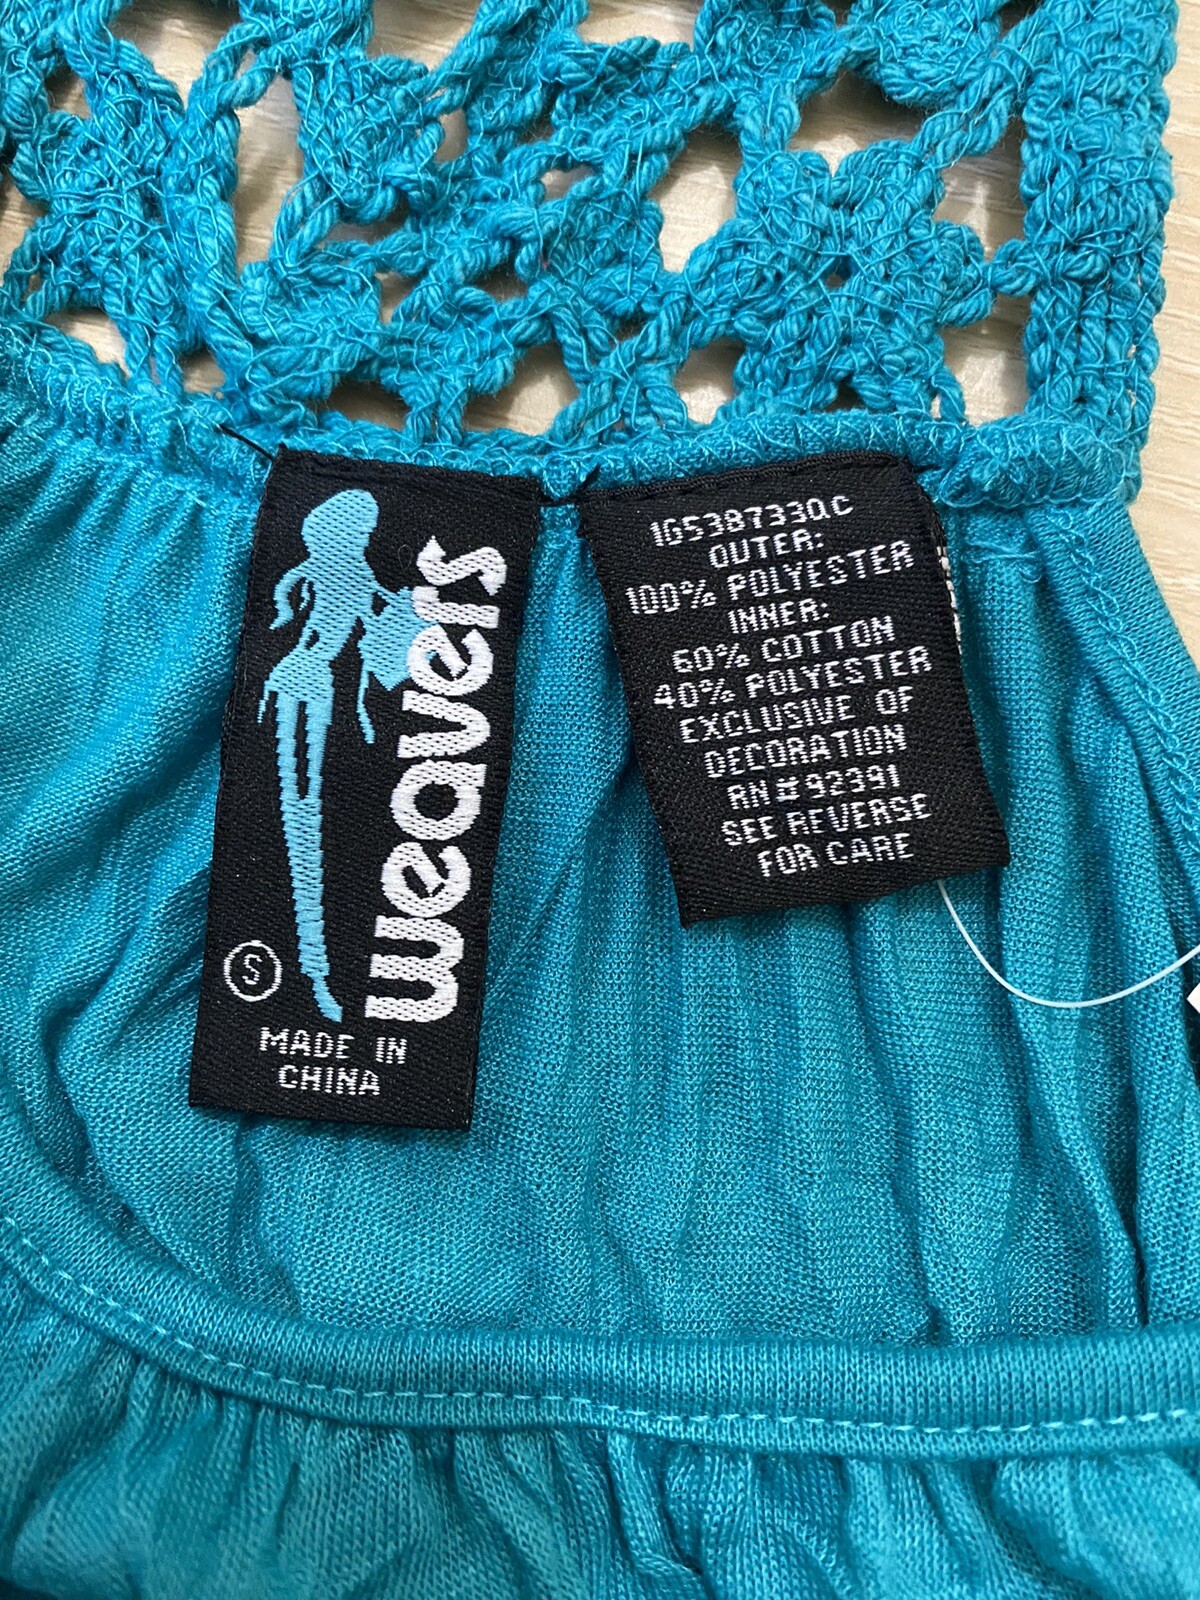 weavers
S
MADE IN
CHINA
1G538733QC
OUTER:
100% POLYESTER
INNER:
60% COTTON
40% POLYESTER
EXCLUSIVE OF
DECORATION
RN#92391
SEE REVERSE
FOR CARE